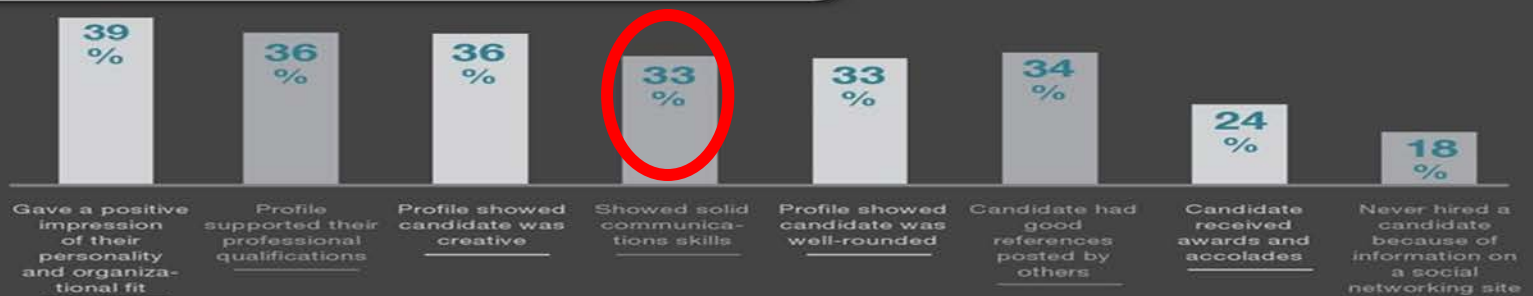 39
%
36
%
36
%
33
%
33
%
34
%
24
%
18
%
Gave a positive
impression
of their
personality
and organiza-
tional fit
Profile
supported their
professional
qualifications
Profile showed
candidate was
creative
Showed solid
communica-
tions skills
Profile showed
candidate was
well-rounded
Candidate had
good
references
posted by
others
Candidate
received
awards and
accolades
Never hired a
candidate
because of
information on
a social
networking site